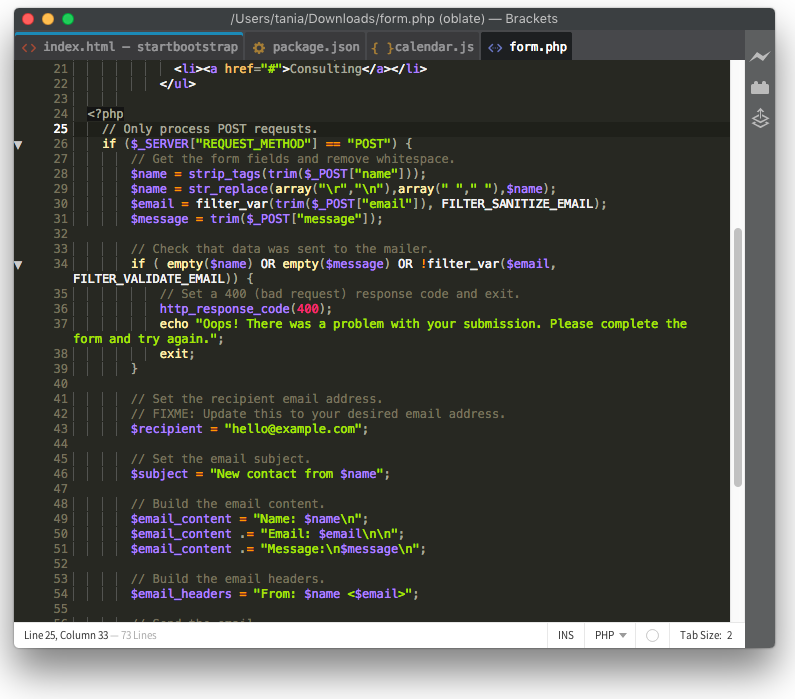 /Users/tania/Downloads/form.php (oblate) — Brackets
<> index.html — startbootstrap package.json { }calendar.js <> form.php
21 <li><a href="#">Consulting</a></li>
22 </ul>
23
24 <?php
25 // Only process POST reqeusts.
26 if ($_SERVER["REQUEST_METHOD"] == "POST") {
27 // Get the form fields and remove whitespace.
28 $name = strip_tags(trim($_POST["name"]));
29 $name = str_replace(array("\r","\n"),array(" "," "),$name);
30 $email = filter_var(trim($_POST["email"]), FILTER_SANITIZE_EMAIL);
31 $message = trim($_POST["message"]);
32
33 // Check that data was sent to the mailer.
34 if ( empty($name) OR empty($message) OR !filter_var($email,
FILTER_VALIDATE_EMAIL)) {
35 // Set a 400 (bad request) response code and exit.
36 http_response_code(400);
37 echo "Oops! There was a problem with your submission. Please complete the
form and try again.";
38 exit;
39 }
40
41 // Set the recipient email address.
42 // FIXME: Update this to your desired email address.
43 $recipient = "hello@example.com";
44
45 // Set the email subject.
46 $subject = "New contact from $name";
47
48 // Build the email content.
49 $email_content = "Name: $name\n";
50 $email_content .= "Email: $email\n\n";
51 $email_content .= "Message:\n$message\n";
52
53 // Build the email headers.
54 $email_headers = "From: $name <$email>";
55
56 // Send the email
Line 25, Column 33 — 73 Lines INS PHP Tab Size: 2